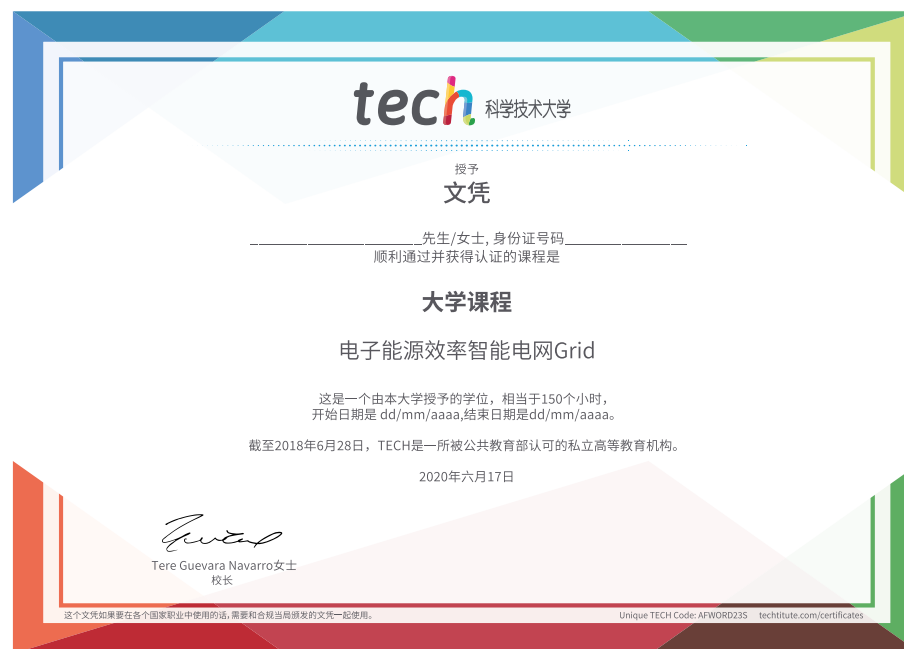 tech 科学技术大学
授予
文凭
______________________先生/女士, 身份证号码________________
顺利通过并获得认证的课程是
大学课程
电子能源效率智能电网Grid
这是一个由本大学授予的学位，相当于150个小时，
开始日期是 dd/mm/aaaa,结束日期是dd/mm/aaaa。
截至2018年6月28日，TECH是一所被公共教育部认可的私立高等教育机构。
2020年六月17日
Tere Guevara Navarro女士
校长
这个文凭如果要在各个国家职业中使用的话,需要和合规当局颁发的文凭一起使用。
Unique TECH Code: AFWORD23S techtitute.com/certificates